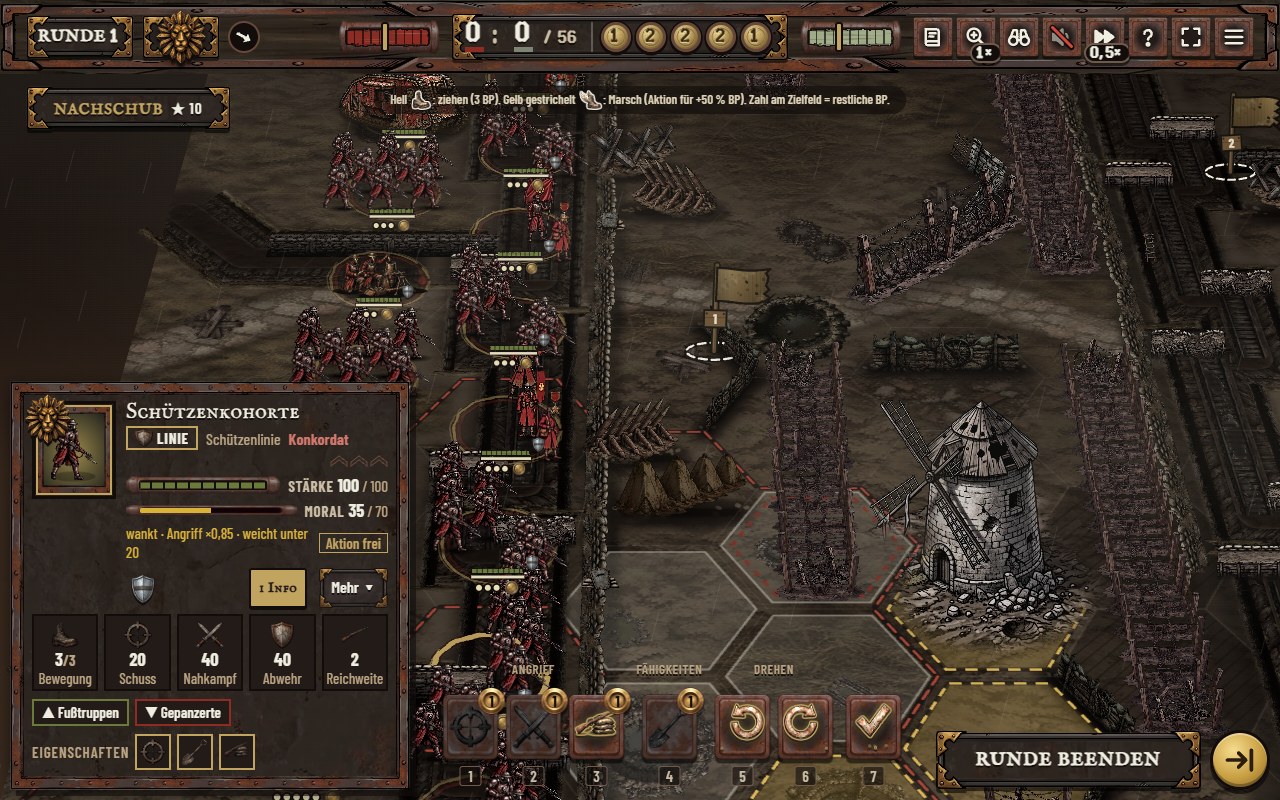 RUNDE 1
0 : 0 / 56
1 2 2 2 1
1×
0,5×
?
NACHSCHUB ★ 10
Hell : ziehen (3 BP). Gelb gestrichelt : Marsch (Aktion für +50 % BP). Zahl am Zielfeld = restliche BP.
2
1
SCHÜTZENKOHORTE
LINIE Schützenlinie Konkordat
STÄRKE 100 / 100
MORAL 35 / 70
wankt · Angriff ×0,85 · weicht unter 20
Aktion frei
I INFO
Mehr ▼
3/3 20 40 40 2
Bewegung Schuss Nahkampf Abwehr Reichweite
▲ Fußtruppen ▼ Gepanzerte
EIGENSCHAFTEN
ANGRIFF FÄHIGKEITEN DREHEN
1 1 1 1
1 2 3 4 5 6 7
RUNDE BEENDEN